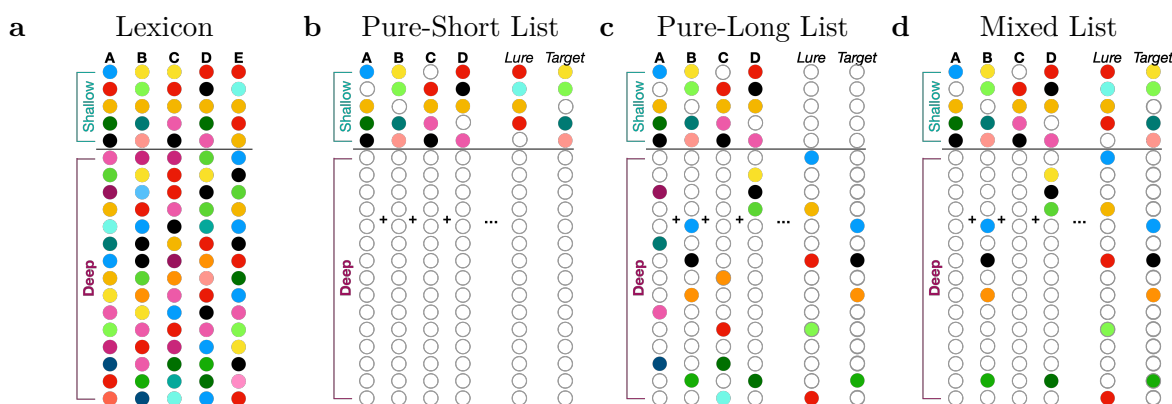 a Lexicon
A B C D E
Shallow
Deep
b Pure-Short List
A B C D Lure Target
Shallow
Deep
+ + + ...
c Pure-Long List
A B C D Lure Target
Shallow
Deep
+ + + ...
d Mixed List
A B C D Lure Target
Shallow
Deep
+ + + ...